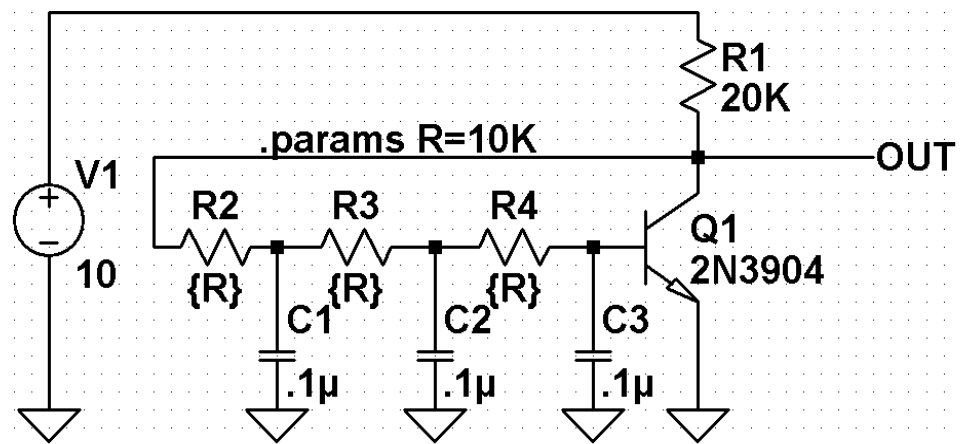 R1
20K
.params R=10K
OUT
V1
+
−
10
R2
{R}
R3
{R}
R4
{R}
Q1
2N3904
C1
.1µ
C2
.1µ
C3
.1µ